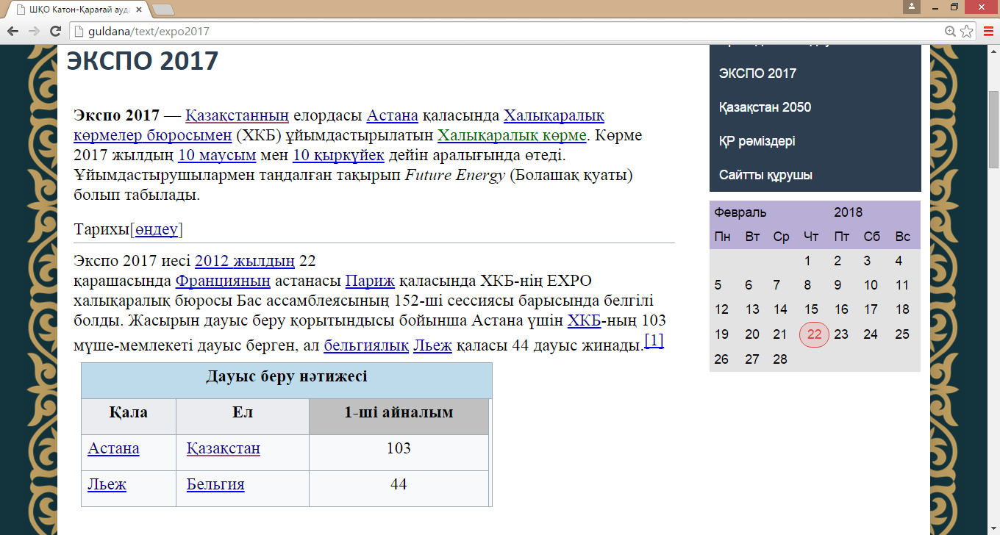 ШҚО Катон-Қарағай ауда
guldana/text/expo2017
ЭКСПО 2017
Экспо 2017 — Қазақстанның елордасы Астана қаласында Халықаралық
көрмелер бюросымен (ХКБ) ұйымдастырылатын Халықаралық көрме. Көрме
2017 жылдың 10 маусым мен 10 қыркүйек дейін аралығында өтеді.
Ұйымдастырушылармен таңдалған тақырып Future Energy (Болашақ қуаты)
болып табылады.
Тарихы[өңдеу]
Экспо 2017 иесі 2012 жылдың 22
қарашасында Францияның астанасы Париж қаласында ХКБ-нің EXPO
халықаралық бюросы Бас ассамблеясының 152-ші сессиясы барысында белгілі
болды. Жасырын дауыс беру қорытындысы бойынша Астана үшін ХКБ-ның 103
мүше-мемлекеті дауыс берген, ал бельгиялық Льеж қаласы 44 дауыс жинады.[1]
Дауыс беру нәтижесі
Қала Ел 1-ші айналым
Астана Қазақстан 103
Льеж Бельгия 44
ЭКСПО 2017
Қазақстан 2050
ҚР рәміздері
Сайтты құрушы
Февраль 2018
Пн Вт Ср Чт Пт Сб Вс
1 2 3 4
5 6 7 8 9 10 11
12 13 14 15 16 17 18
19 20 21 22 23 24 25
26 27 28